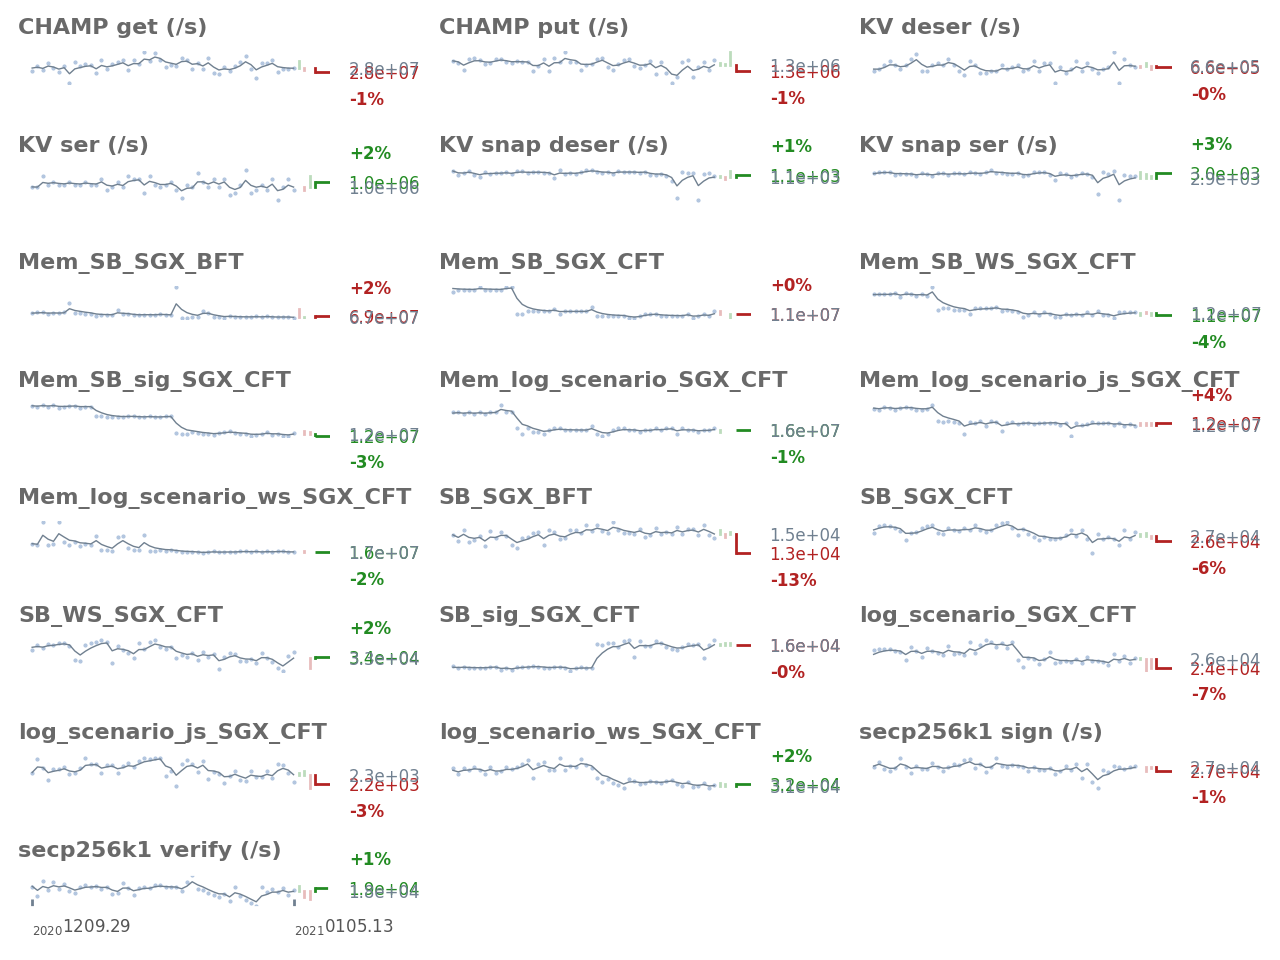 CHAMP get (/s)
2.8e+07
2.8e+07
-1%
CHAMP put (/s)
1.3e+06
1.3e+06
-1%
KV deser (/s)
6.6e+05
6.6e+05
-0%
KV ser (/s)
+2%
1.0e+06
1.0e+06
KV snap deser (/s)
+1%
1.1e+03
1.1e+03
KV snap ser (/s)
+3%
3.0e+03
2.9e+03
Mem_SB_SGX_BFT
+2%
6.9e+07
6.7e+07
Mem_SB_SGX_CFT
+0%
1.1e+07
Mem_SB_WS_SGX_CFT
1.2e+07
1.1e+07
-4%
Mem_SB_sig_SGX_CFT
1.2e+07
1.2e+07
-3%
Mem_log_scenario_SGX_CFT
1.6e+07
-1%
Mem_log_scenario_js_SGX_CFT
+4%
1.2e+07
1.2e+07
Mem_log_scenario_ws_SGX_CFT
-2%
SB_SGX_BFT
1.5e+04
1.3e+04
-13%
SB_SGX_CFT
2.7e+04
2.6e+04
-6%
SB_WS_SGX_CFT
+2%
3.4e+04
SB_sig_SGX_CFT
1.6e+04
-0%
log_scenario_SGX_CFT
2.6e+04
2.4e+04
-7%
log_scenario_js_SGX_CFT
2.3e+03
2.2e+03
-3%
log_scenario_ws_SGX_CFT
+2%
3.2e+04
3.1e+04
secp256k1 sign (/s)
2.7e+04
2.7e+04
-1%
secp256k1 verify (/s)
+1%
1.9e+04
1.8e+04
2020 1209.29
2021 0105.13